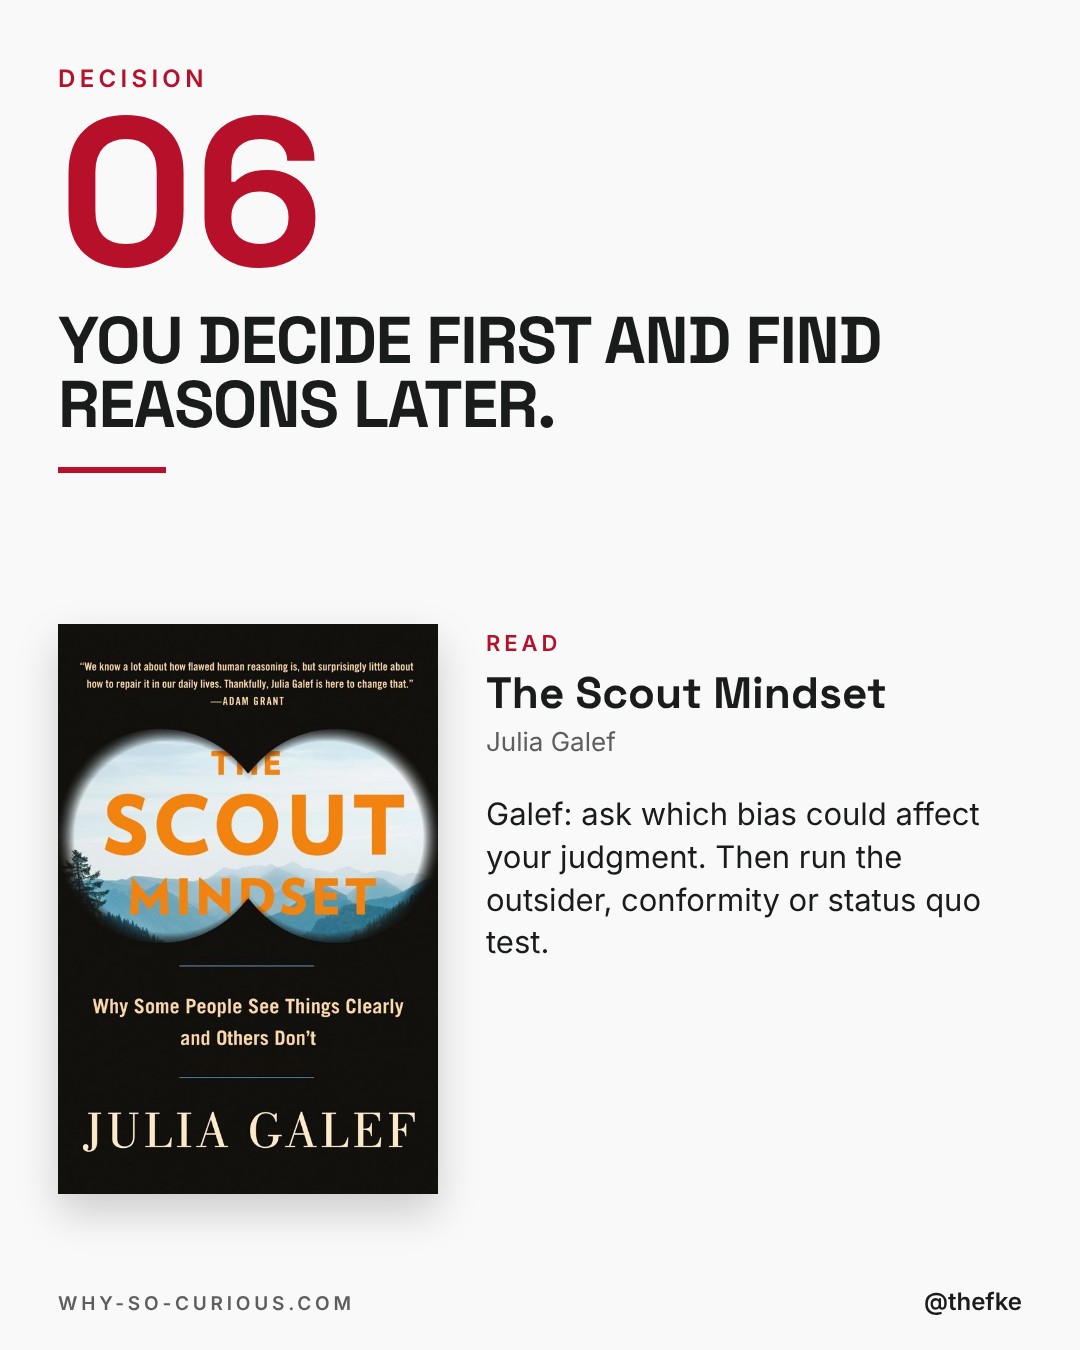 DECISION
06
YOU DECIDE FIRST AND FIND
REASONS LATER.
“We know a lot about how flawed human reasoning is, but surprisingly little about
how to repair it in our daily lives. Thankfully, Julia Galef is here to change that.”
—ADAM GRANT
THE
SCOUT
MINDSET
Why Some People See Things Clearly
and Others Don’t
JULIA GALEF
READ
The Scout Mindset
Julia Galef
Galef: ask which bias could affect
your judgment. Then run the
outsider, conformity or status quo
test.
WHY-SO-CURIOUS.COM
@thefke